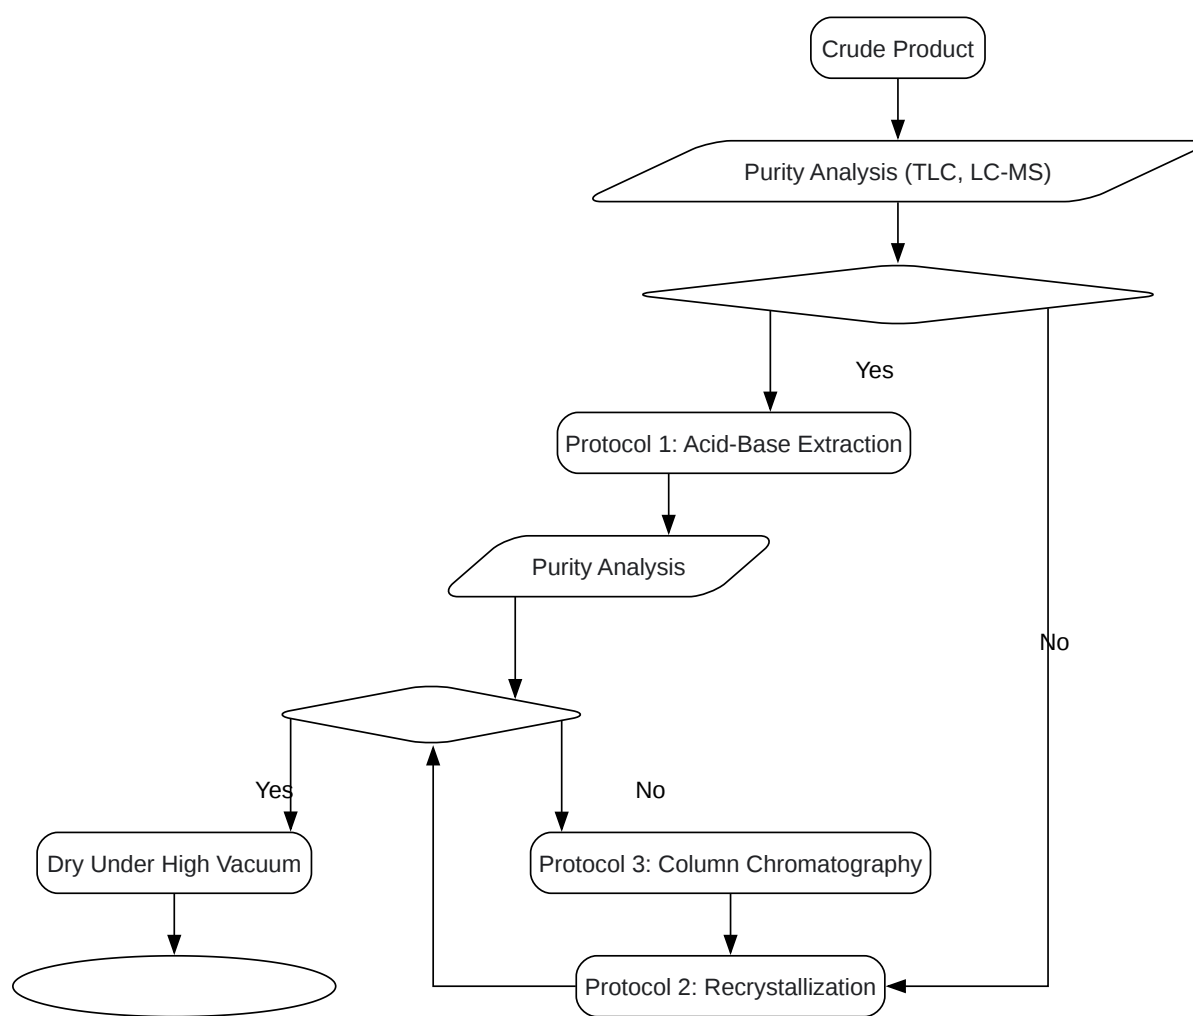 Crude Product
Purity Analysis (TLC, LC-MS)
Yes
Protocol 1: Acid-Base Extraction
Purity Analysis
No
Yes
No
Dry Under High Vacuum
Protocol 3: Column Chromatography
Protocol 2: Recrystallization